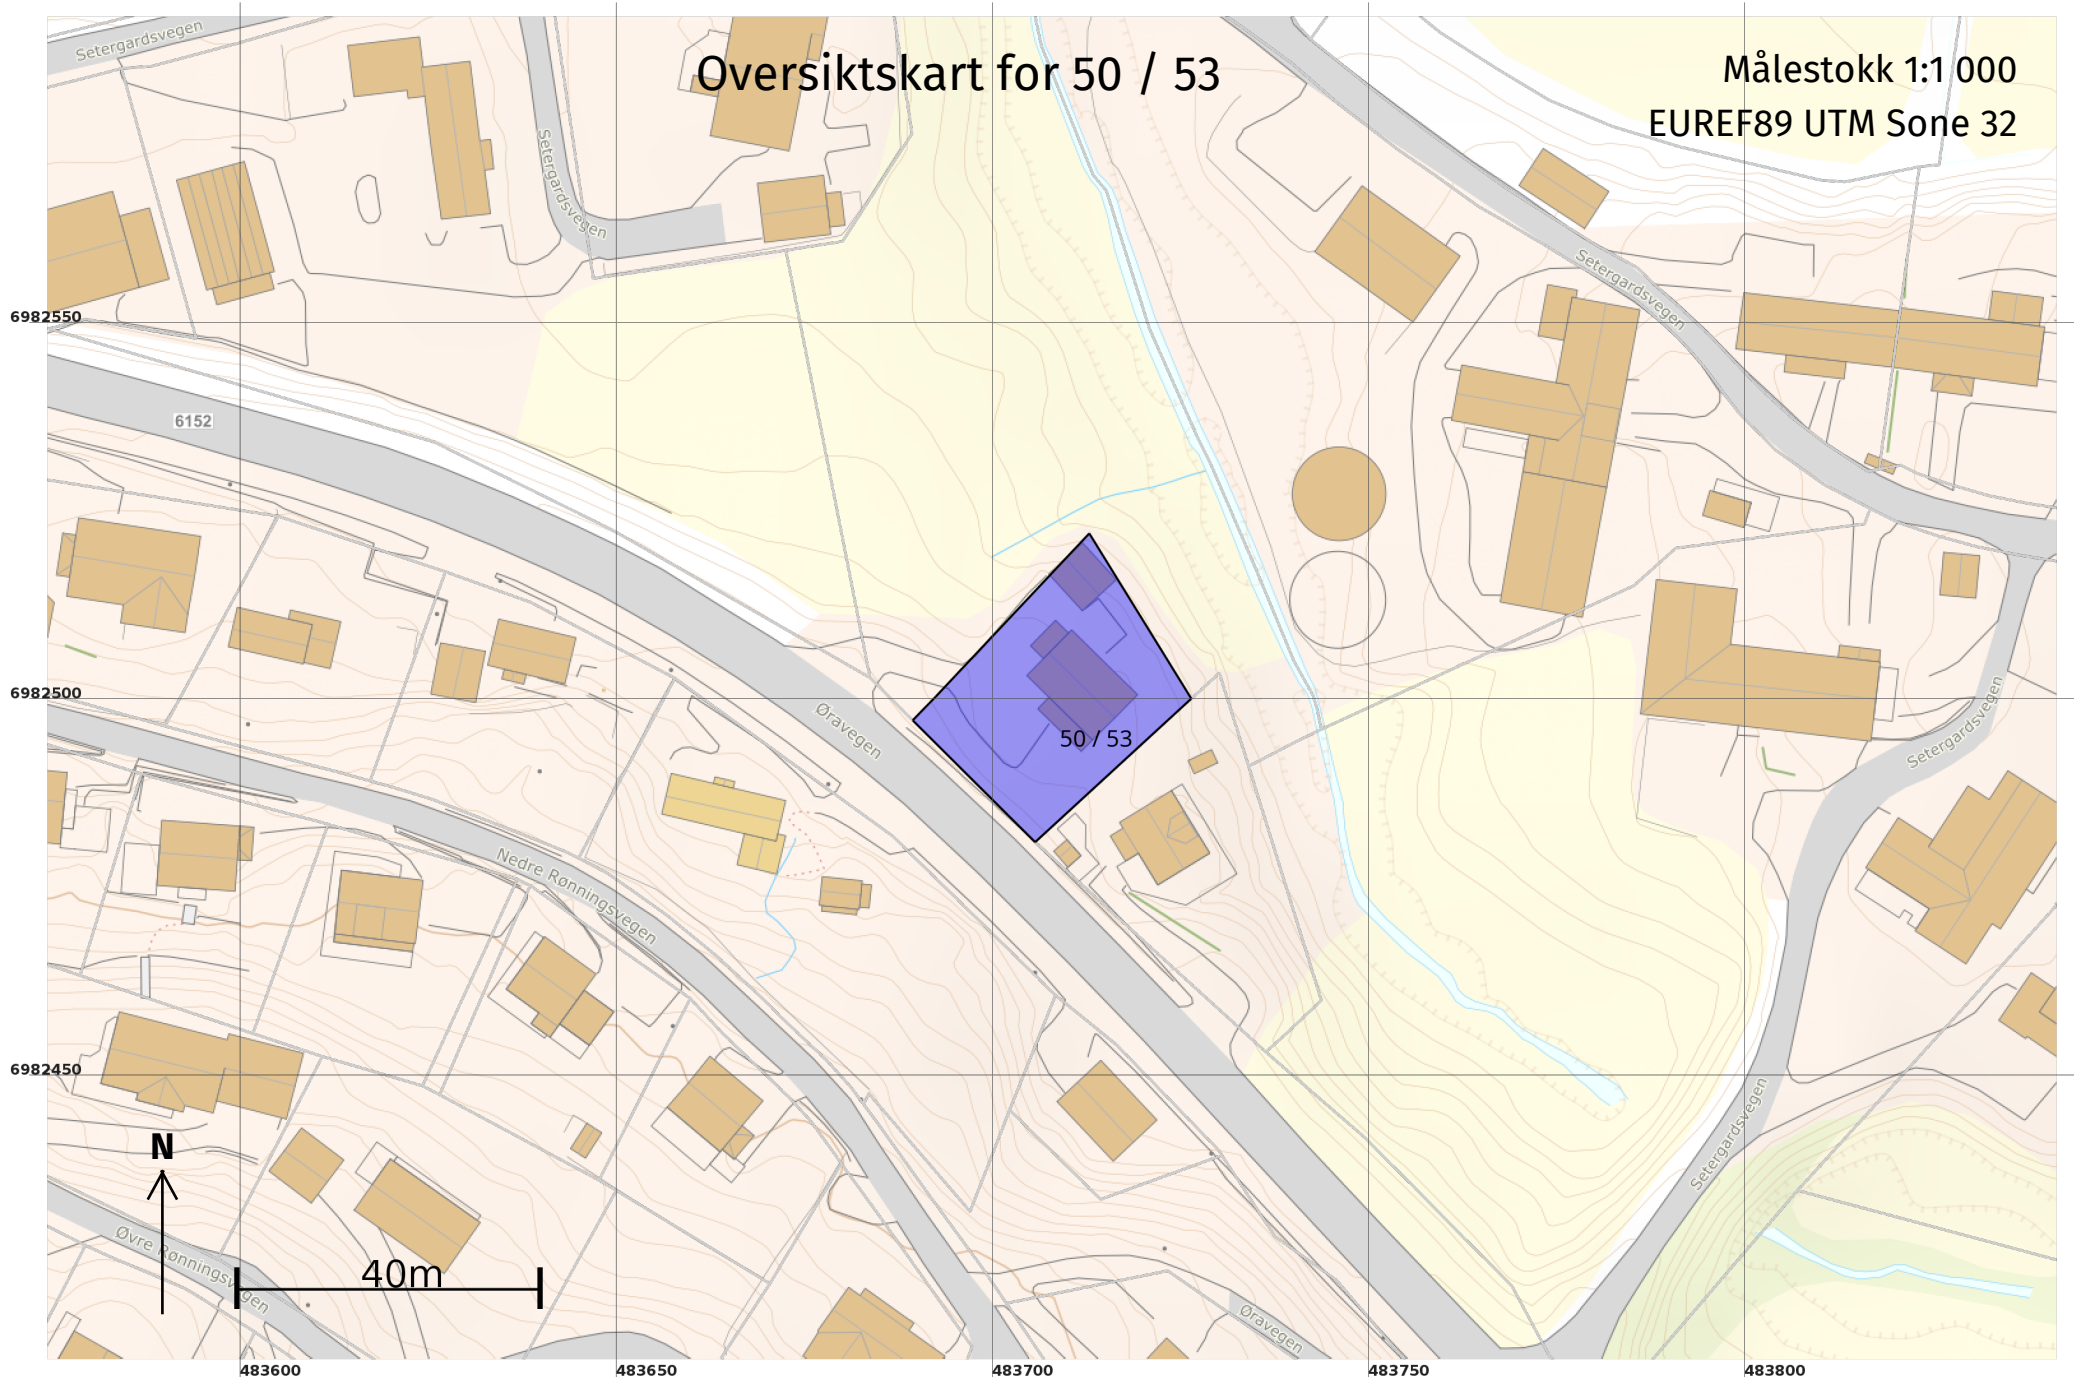 Setergardsvegen
Oversiktskart for 50 / 53
Målestokk 1:1 000
EUREF89 UTM Sone 32
Setergardsvegen
Setergardsvegen
6982550
6152
6982500
Øravegen
50 / 53
Setergardsvegen
Nedre Rønningsvegen
6982450
Setergardsvegen
N
Øvre Rønningsvegen
40m
Øravegen
483600
483650
483700
483750
483800